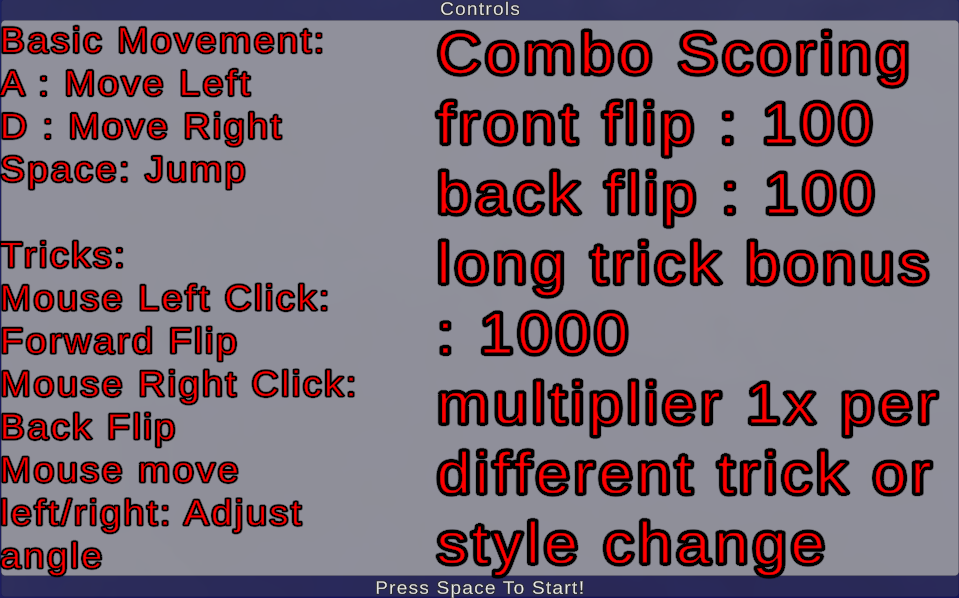 Controls
Basic Movement:
A : Move Left
D : Move Right
Space: Jump
Tricks:
Mouse Left Click:
Forward Flip
Mouse Right Click:
Back Flip
Mouse move
left/right: Adjust
angle
Combo Scoring
front flip : 100
back flip : 100
long trick bonus
: 1000
multiplier 1x per
different trick or
style change
Press Space To Start!